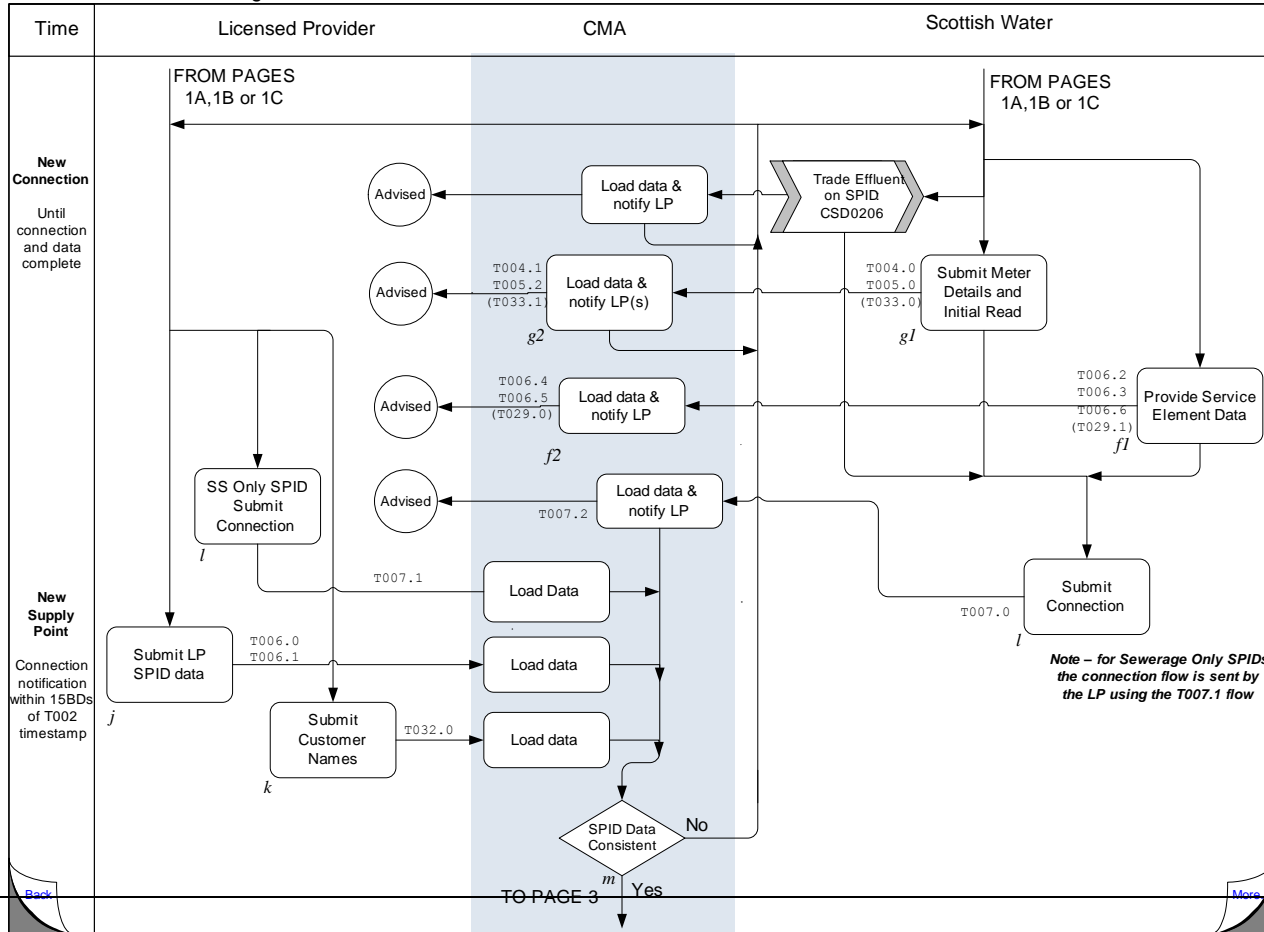 Time
Licensed Provider
CMA
Scottish Water
FROM PAGES
1A,1B or 1C
FROM PAGES
1A,1B or 1C
New
Connection
Until
connection
and data
complete
Advised
Load data &
notify LP
Trade Effluent
on SPID
CSD0206
Advised
T004.1
T005.2
(T033.1)
Load data &
notify LP(s)
g2
T004.0
T005.0
(T033.0)
Submit Meter
Details and
Initial Read
g1
Advised
T006.4
T006.5
(T029.0)
Load data &
notify LP
f2
T006.2
T006.3
T006.6
(T029.1)
Provide Service
Element Data
f1
SS Only SPID
Submit
Connection
l
Advised
T007.2
Load data &
notify LP
T007.1
Load Data
T007.0
Submit
Connection
l
New
Supply
Point
Connection
notification
within 15BDs
of T002
timestamp
Submit LP
SPID data
j
T006.0
T006.1
Load data
Note – for Sewerage Only SPIDs
the connection flow is sent by
the LP using the T007.1 flow
Submit
Customer
Names
k
T032.0
Load data
SPID Data
Consistent
No
m
Yes
TO PAGE 3
Back
More